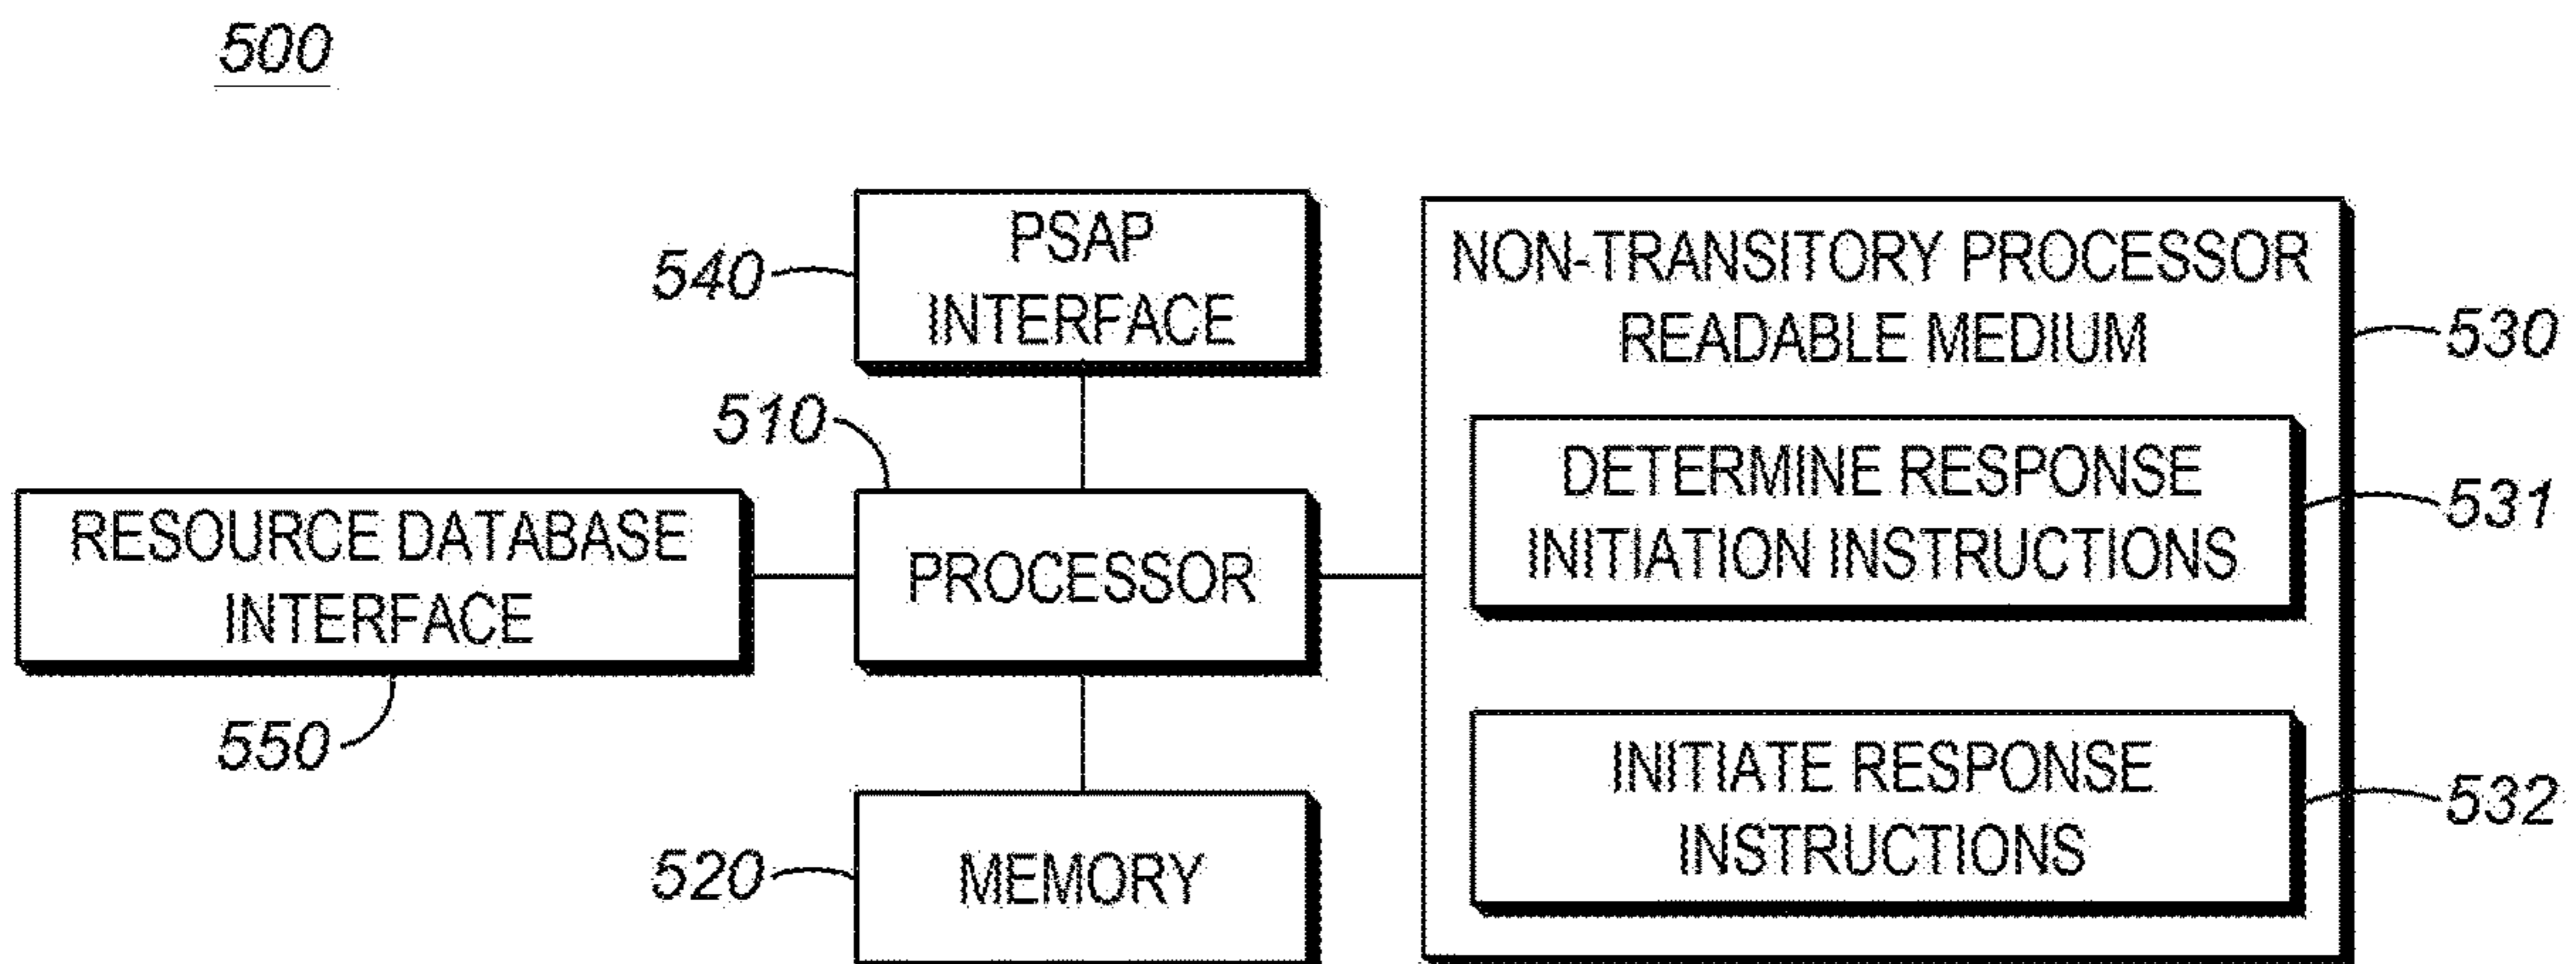 500
PSAP
INTERFACE
540
510
RESOURCE DATABASE
INTERFACE
550
PROCESSOR
MEMORY
520
NON-TRANSITORY PROCESSOR
READABLE MEDIUM
530
DETERMINE RESPONSE
INITIATION INSTRUCTIONS
531
INITIATE RESPONSE
INSTRUCTIONS
532